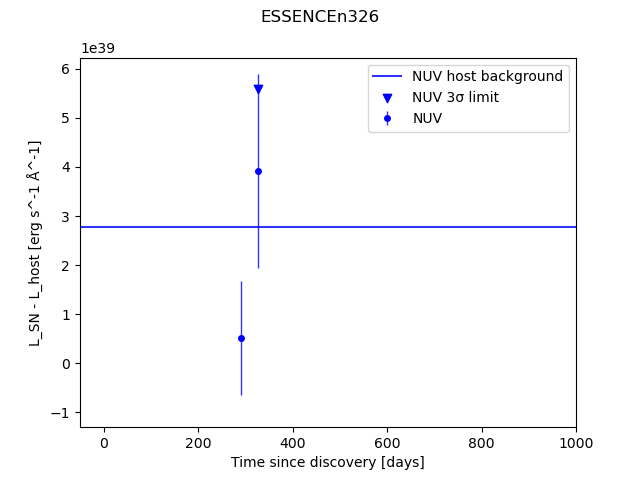 ESSENCEn326
1e39
NUV host background
NUV 3σ limit
NUV
6
5
4
3
2
1
0
−1
L_SN - L_host [erg s^-1 Å^-1]
0 200 400 600 800 1000
Time since discovery [days]